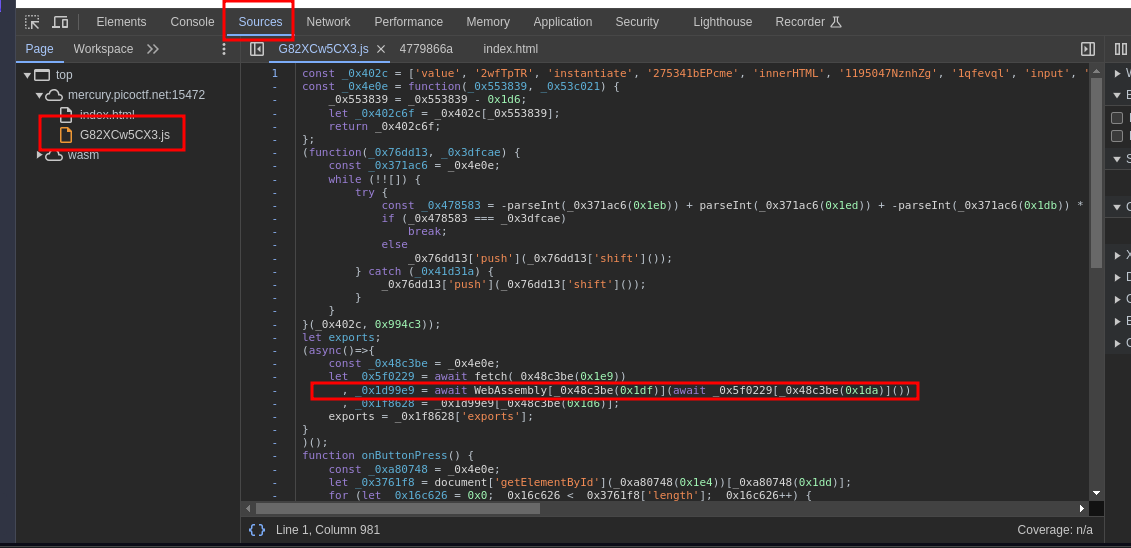 Elements Console Sources Network Performance Memory Application Security Lighthouse Recorder
Page Workspace
G82XCw5CX3.js 4779866a index.html
top
mercury.picoctf.net:15472
index.html
G82XCw5CX3.js
wasm
1 const _0x402c = ['value', '2wfTpTR', 'instantiate', '275341bEPcme', 'innerHTML', '1195047NznhZg', '1qfevql', 'input', '
- const _0x4e0e = function(_0x553839, _0x53c021) {
- _0x553839 = _0x553839 - 0x1d6;
- let _0x402c6f = _0x402c[_0x553839];
- return _0x402c6f;
- };
- (function(_0x76dd13, _0x3dfcae) {
- const _0x371ac6 = _0x4e0e;
- while (!![]) {
- try {
- const _0x478583 = -parseInt(_0x371ac6(0x1eb)) + parseInt(_0x371ac6(0x1ed)) + -parseInt(_0x371ac6(0x1db)) *
- if (_0x478583 === _0x3dfcae)
- break;
- else
- _0x76dd13['push'](_0x76dd13['shift']());
- } catch (_0x41d31a) {
- _0x76dd13['push'](_0x76dd13['shift']());
- }
- }
- }(_0x402c, 0x994c3));
- let exports;
- (async()=>{
- const _0x48c3be = _0x4e0e;
- let _0x5f0229 = await fetch(_0x48c3be(0x1e9))
- , _0x1d99e9 = await WebAssembly[_0x48c3be(0x1df)](await _0x5f0229[_0x48c3be(0x1da)]())
- , _0x1f8628 = _0x1d99e9[_0x48c3be(0x1d6)];
- exports = _0x1f8628['exports'];
- }
- )();
- function onButtonPress() {
- const _0xa80748 = _0x4e0e;
- let _0x3761f8 = document['getElementById'](_0xa80748(0x1e4))[_0xa80748(0x1dd)];
- for (let _0x16c626 = 0x0; _0x16c626 < _0x3761f8['length']; _0x16c626++) {
{} Line 1, Column 981 Coverage: n/a